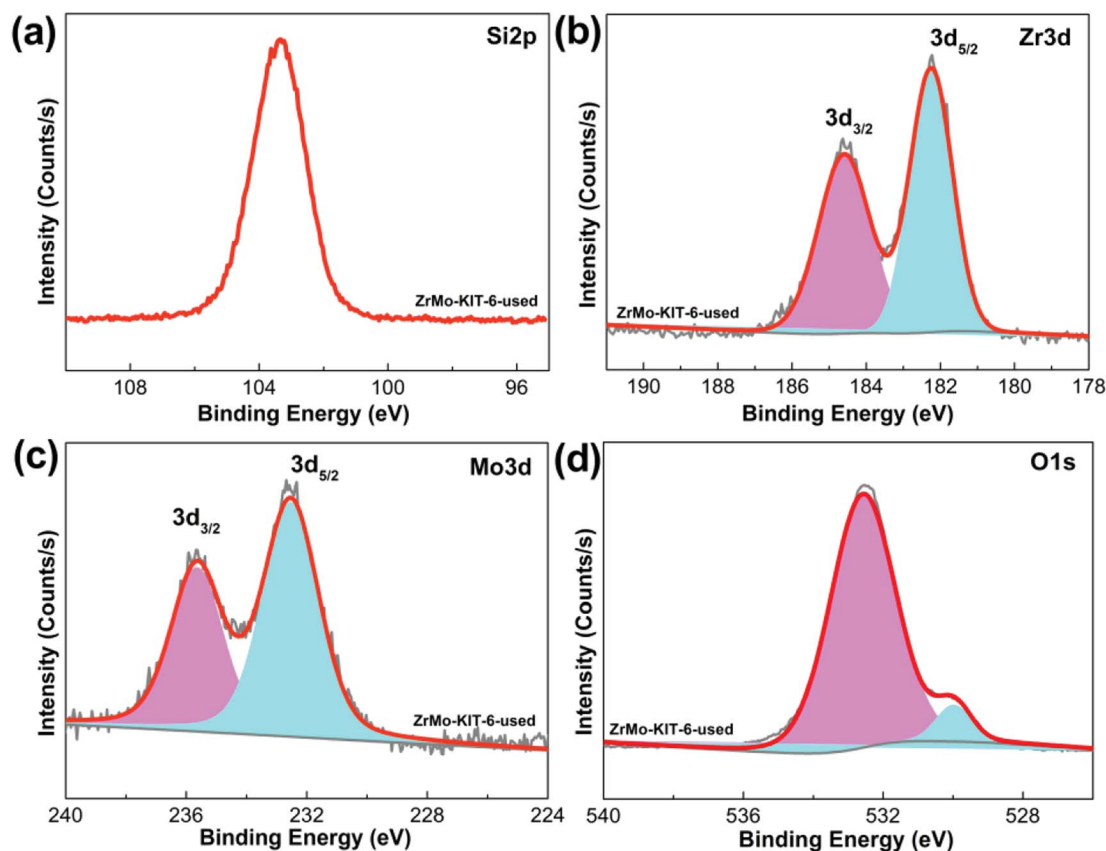 (a)
Si2p
Intensity (Counts/s)
ZrMo-KIT-6-used
108 104 100 96
Binding Energy (eV)
(b)
Zr3d
3d5/2
3d3/2
Intensity (Counts/s)
ZrMo-KIT-6-used
190 188 186 184 182 180 178
Binding Energy (eV)
(c)
Mo3d
3d5/2
3d3/2
Intensity (Counts/s)
ZrMo-KIT-6-used
240 236 232 228 224
Binding Energy (eV)
(d)
O1s
Intensity (Counts/s)
ZrMo-KIT-6-used
540 536 532 528
Binding Energy (eV)